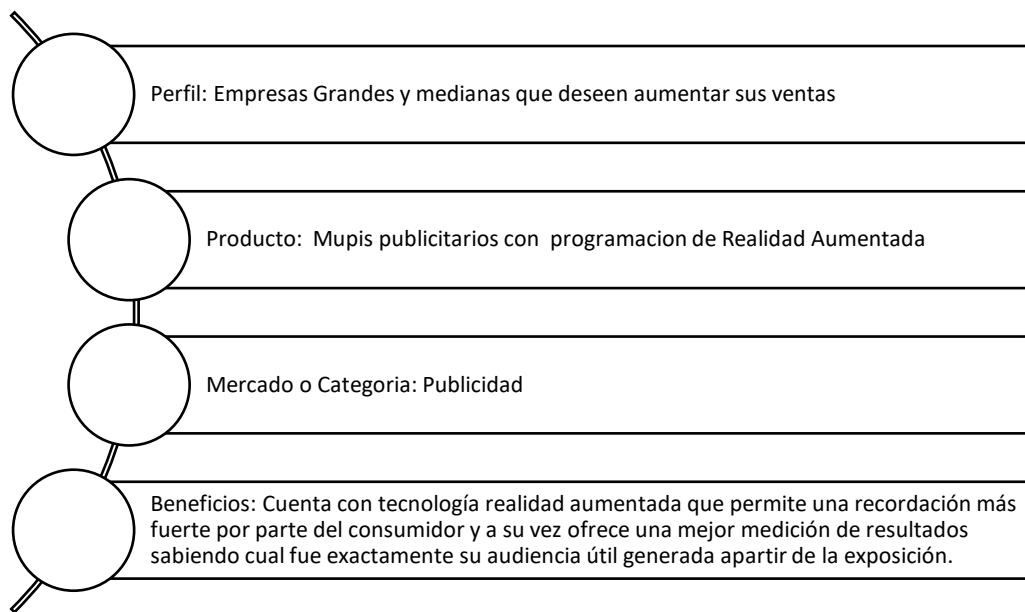 Perfil: Empresas Grandes y medianas que deseen aumentar sus ventas
Producto:  Mupis publicitarios con  programacion de Realidad Aumentada
Mercado o Categoria: Publicidad
Beneficios: Cuenta con tecnología realidad aumentada que permite una recordación más
fuerte por parte del consumidor y a su vez ofrece una mejor medición de resultados
sabiendo cual fue exactamente su audiencia útil generada apartir de la exposición.